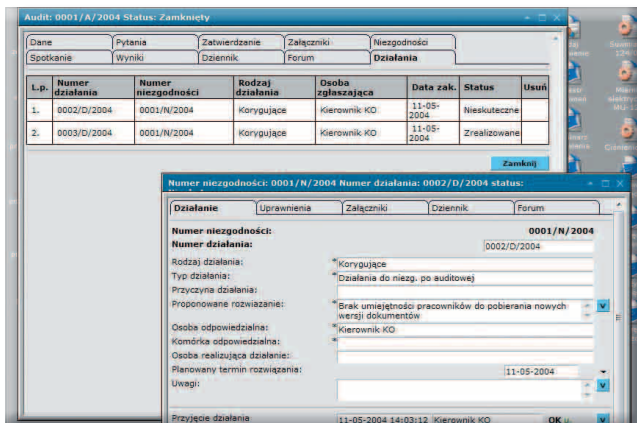 Audit: 0001/A/2004 Status: Zamknięty
Dane Pytania Zatwierdzanie Załączniki Niezgodności
Spotkanie Wyniki Dziennik Forum Działania
L.p. Numer działania Numer niezgodności Rodzaj działania Osoba zgłaszająca Data zak. Status Usuń
1. 0002/D/2004 0001/N/2004 Korygujące Kierownik KO 11-05-2004 Nieskuteczne
2. 0003/D/2004 0001/N/2004 Korygujące Kierownik KO 11-05-2004 Zrealizowane
Zamknij
Numer niezgodności: 0001/N/2004 Numer działania: 0002/D/2004 status:
Działanie Uprawnienia Załączniki Dziennik Forum
Numer niezgodności: 0001/N/2004
Numer działania: 0002/D/2004
Rodzaj działania: *Korygujące
Typ działania: *Działania do niezg. po auditowej
Przyczyna działania:
Proponowane rozwiązanie: *Brak umiejętności pracowników do pobierania nowych
wersji dokumentów v
Osoba odpowiedzialna: *Kierownik KO
Komórka odpowiedzialna: *
Osoba realizująca działanie:
Planowany termin rozwiązania: 11-05-2004
Uwagi: v
Przyjęcie działania 11-05-2004 14:03:12 Kierownik KO OK